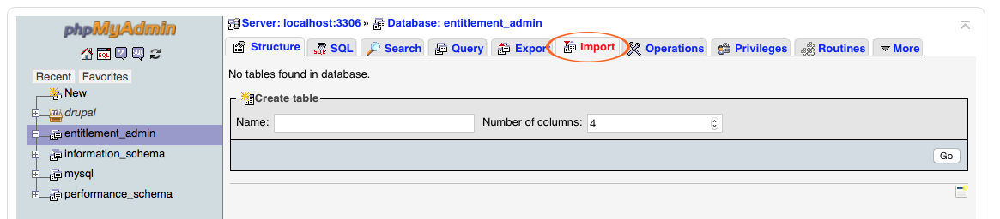 phpMyAdmin
SQL
Recent Favorites
New
drupal
entitlement_admin
information_schema
mysql
performance_schema
Server: localhost:3306 » Database: entitlement_admin
Structure SQL Search Query Export Import Operations Privileges Routines More
No tables found in database.
Create table
Name: Number of columns: 4
Go